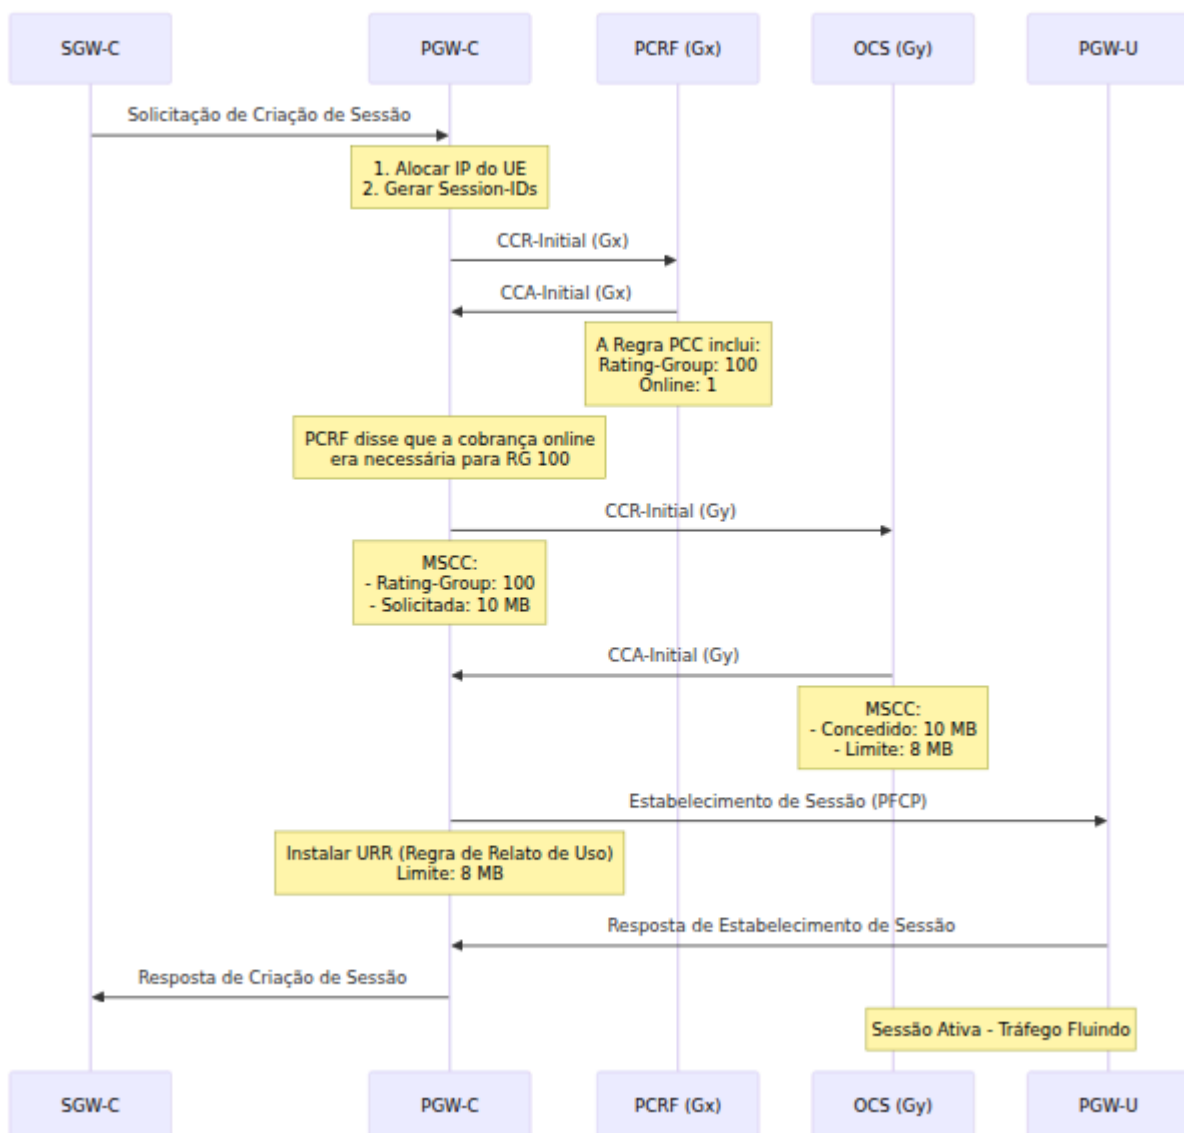 SGW-C
PGW-C
PCRF (Gx)
OCS (Gy)
PGW-U
Solicitação de Criação de Sessão
1. Alocar IP do UE
2. Gerar Session-IDs
CCR-Initial (Gx)
CCA-Initial (Gx)
A Regra PCC inclui:
Rating-Group: 100
Online: 1
PCRF disse que a cobrança online
era necessária para RG 100
CCR-Initial (Gy)
MSCC:
- Rating-Group: 100
- Solicitada: 10 MB
CCA-Initial (Gy)
MSCC:
- Concedido: 10 MB
- Limite: 8 MB
Estabelecimento de Sessão (PFCP)
Instalar URR (Regra de Relato de Uso)
Limite: 8 MB
Resposta de Estabelecimento de Sessão
Resposta de Criação de Sessão
Sessão Ativa - Tráfego Fluindo
SGW-C
PGW-C
PCRF (Gx)
OCS (Gy)
PGW-U